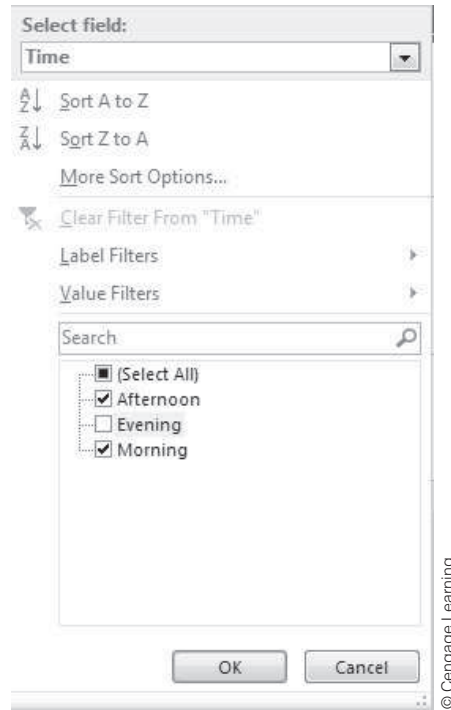 Select field:
Time
Sort A to Z
Sort Z to A
More Sort Options...
Clear Filter From "Time"
Label Filters
Value Filters
Search
(Select All)
Afternoon
Evening
Morning
OK
Cancel
© Cengage Learning